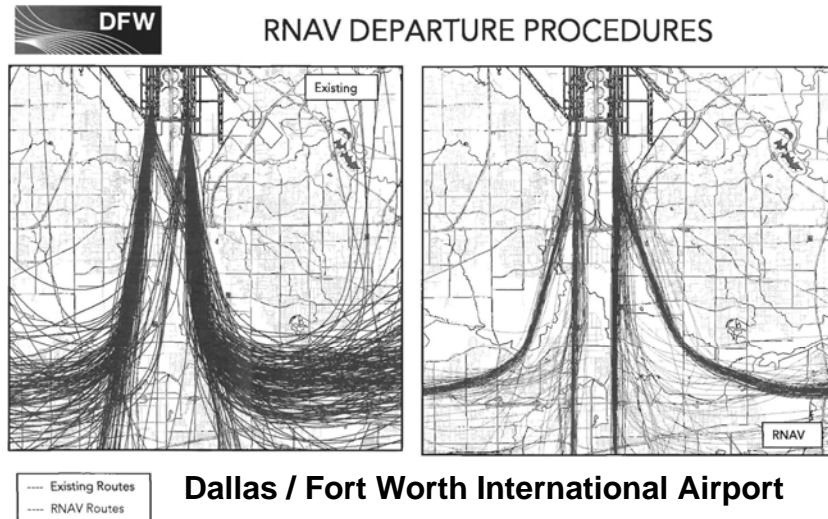 DFW
RNAV DEPARTURE PROCEDURES
Existing
RNAV
---- Existing Routes
---- RNAV Routes
Dallas / Fort Worth International Airport